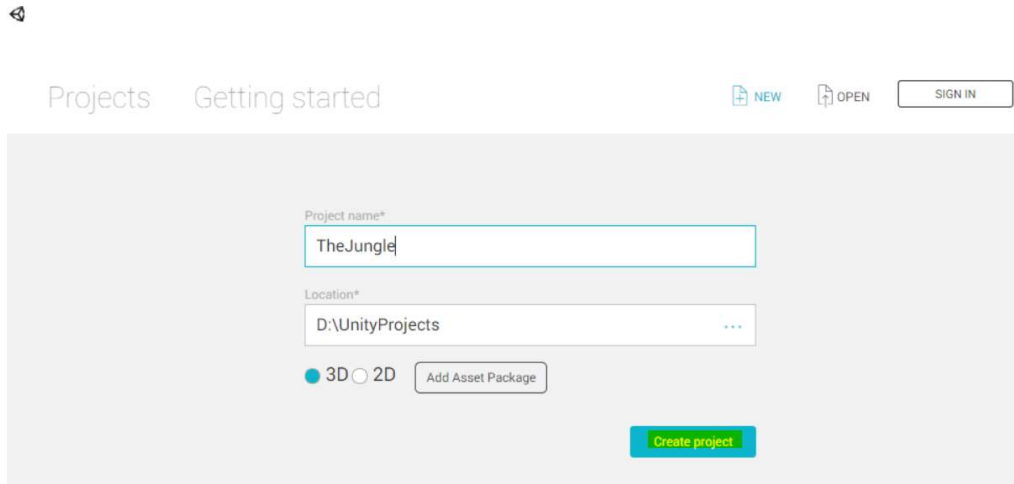 Projects Getting started NEW OPEN SIGN IN
Project name*
TheJungle
Location*
D:\UnityProjects ...
3D 2D Add Asset Package
Create project